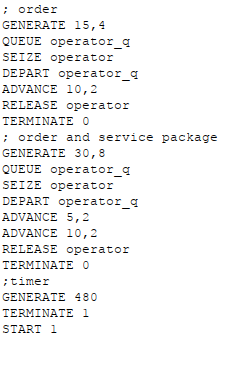 ; order
GENERATE 15,4
QUEUE operator_q
SEIZE operator
DEPART operator_q
ADVANCE 10,2
RELEASE operator
TERMINATE 0
; order and service package
GENERATE 30,8
QUEUE operator_q
SEIZE operator
DEPART operator_q
ADVANCE 5,2
ADVANCE 10,2
RELEASE operator
TERMINATE 0
;timer
GENERATE 480
TERMINATE 1
START 1